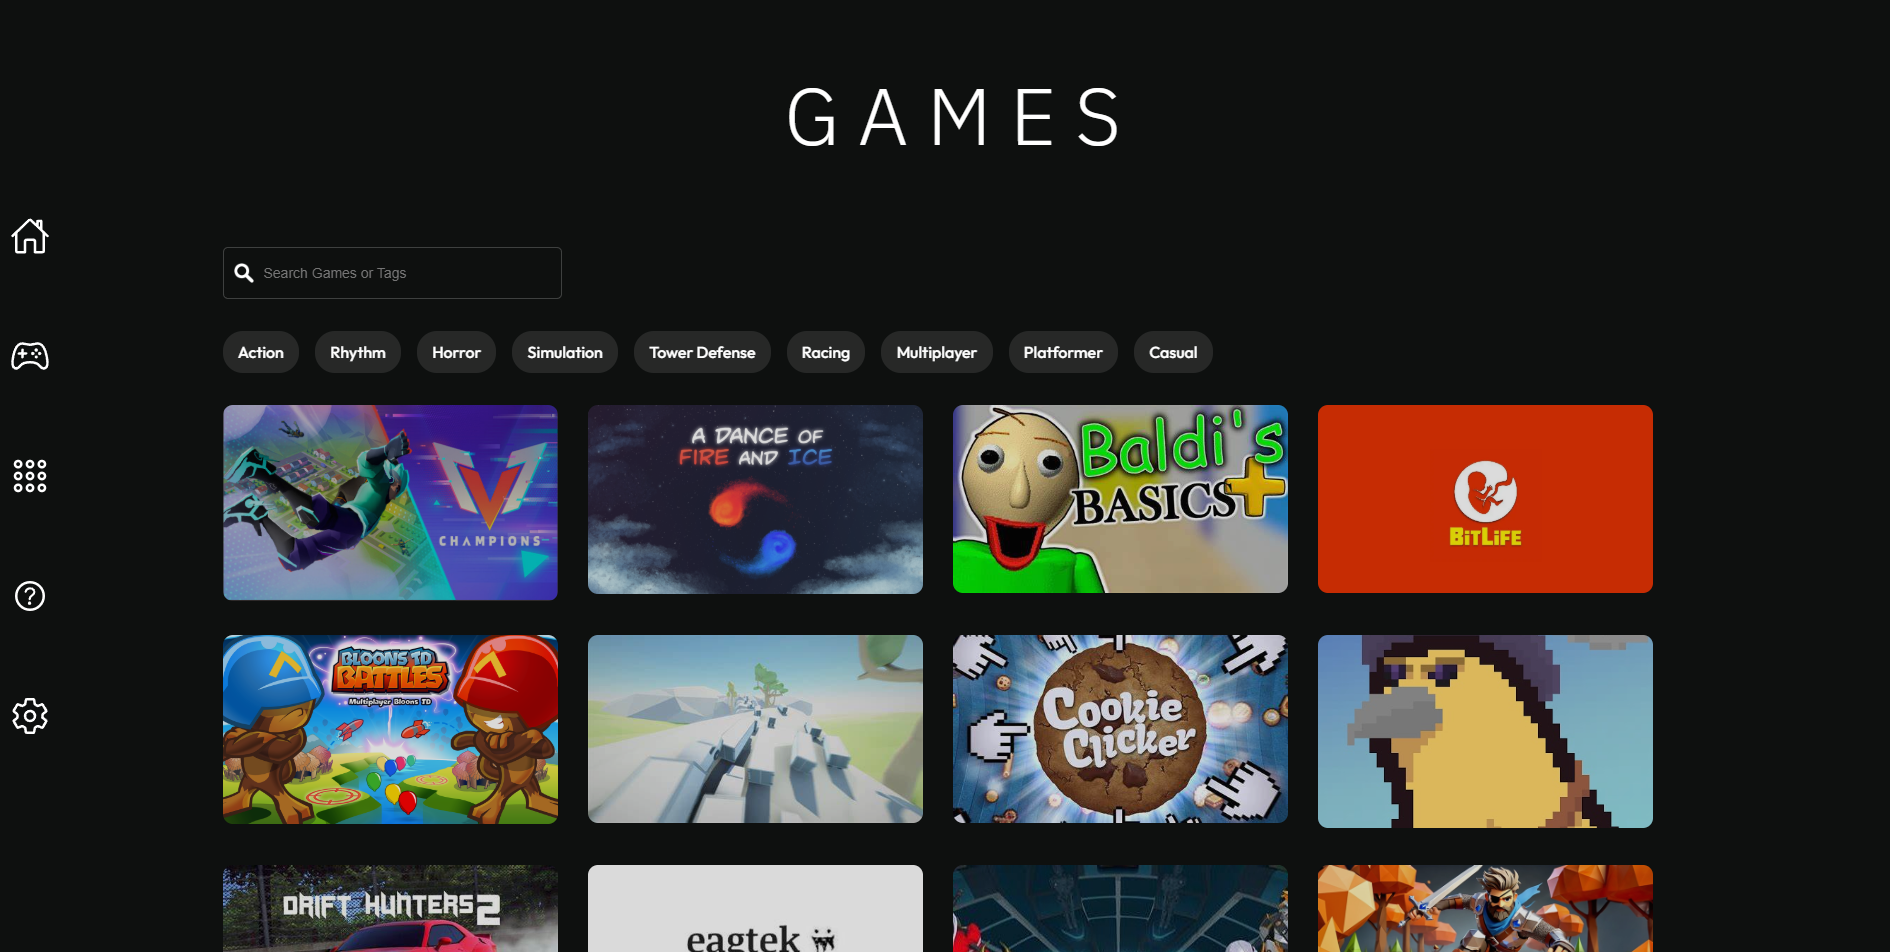 GAMES
Search Games or Tags
Action
Rhythm
Horror
Simulation
Tower Defense
Racing
Multiplayer
Platformer
Casual
CHAMPIONS
A DANCE OF
FIRE AND ICE
Baldi's
BASICS+
BITLIFE
BLOONS TD
BATTLES
Multiplayer Bloons TD
Cookie
Clicker
DRIFT HUNTERS 2
eagtek